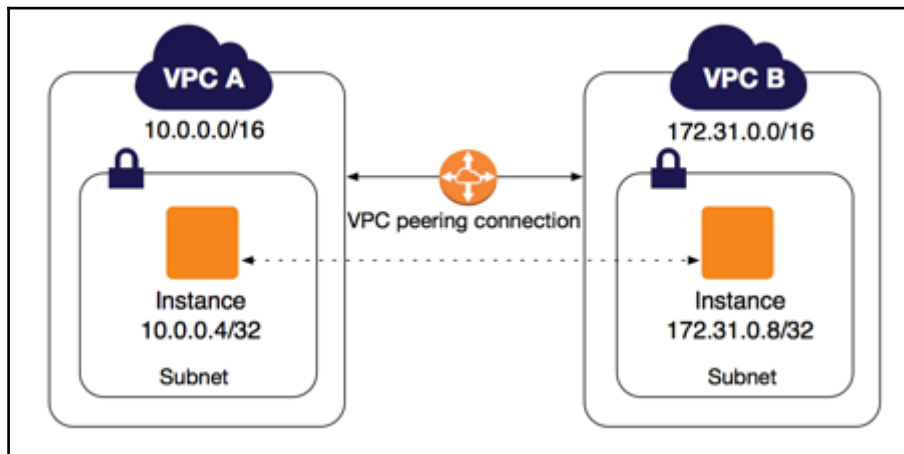 VPC A
10.0.0.0/16
Instance
10.0.0.4/32
Subnet
VPC peering connection
VPC B
172.31.0.0/16
Instance
172.31.0.8/32
Subnet